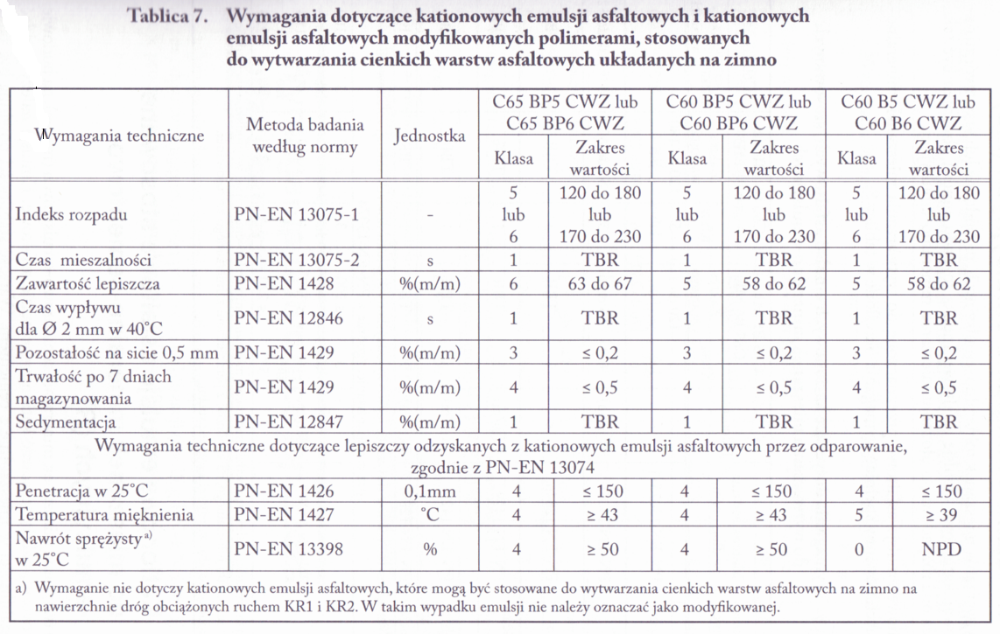 Tablica 7. Wymagania dotyczące kationowych emulsji asfaltowych i kationowych
emulsji asfaltowych modyfikowanych polimerami, stosowanych
do wytwarzania cienkich warstw asfaltowych układanych na zimno
Wymagania techniczne | Metoda badania według normy | Jednostka | C65 BP5 CWZ lub C65 BP6 CWZ | C60 BP5 CWZ lub C60 BP6 CWZ | C60 B5 CWZ lub C60 B6 CWZ
Klasa | Zakres wartości | Klasa | Zakres wartości | Klasa | Zakres wartości
Indeks rozpadu | PN-EN 13075-1 | - | 5 lub 6 | 120 do 180 lub 170 do 230 | 5 lub 6 | 120 do 180 lub 170 do 230 | 5 lub 6 | 120 do 180 lub 170 do 230
Czas mieszalności | PN-EN 13075-2 | s | 1 | TBR | 1 | TBR | 1 | TBR
Zawartość lepiszcza | PN-EN 1428 | %(m/m) | 6 | 63 do 67 | 5 | 58 do 62 | 5 | 58 do 62
Czas wypływu dla Ø 2 mm w 40°C | PN-EN 12846 | s | 1 | TBR | 1 | TBR | 1 | TBR
Pozostałość na sicie 0,5 mm | PN-EN 1429 | %(m/m) | 3 | ≤ 0,2 | 3 | ≤ 0,2 | 3 | ≤ 0,2
Trwałość po 7 dniach magazynowania | PN-EN 1429 | %(m/m) | 4 | ≤ 0,5 | 4 | ≤ 0,5 | 4 | ≤ 0,5
Sedymentacja | PN-EN 12847 | %(m/m) | 1 | TBR | 1 | TBR | 1 | TBR
Wymagania techniczne dotyczące lepiszczy odzyskanych z kationowych emulsji asfaltowych przez odparowanie,
zgodnie z PN-EN 13074
Penetracja w 25°C | PN-EN 1426 | 0,1mm | 4 | ≤ 150 | 4 | ≤ 150 | 4 | ≤ 150
Temperatura mięknienia | PN-EN 1427 | °C | 4 | ≥ 43 | 4 | ≥ 43 | 5 | ≥ 39
Nawrót sprężysty a) w 25°C | PN-EN 13398 | % | 4 | ≥ 50 | 4 | ≥ 50 | 0 | NPD
a) Wymaganie nie dotyczy kationowych emulsji asfaltowych, które mogą być stosowane do wytwarzania cienkich warstw asfaltowych na zimno na
nawierzchnie dróg obciążonych ruchem KR1 i KR2. W takim wypadku emulsji nie należy oznaczać jako modyfikowanej.